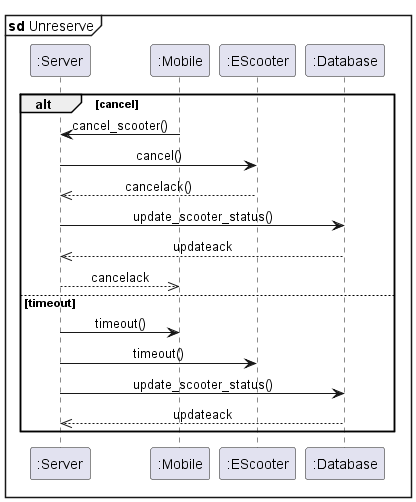 sd Unreserve
:Server :Mobile :EScooter :Database
alt [cancel]
cancel_scooter()
cancel()
cancelack()
update_scooter_status()
updateack
cancelack
[timeout]
timeout()
timeout()
update_scooter_status()
updateack
:Server :Mobile :EScooter :Database